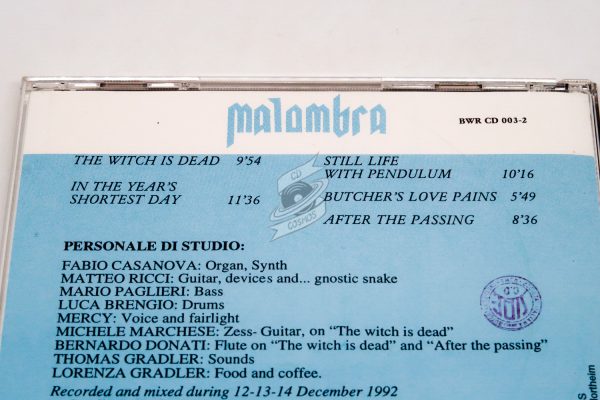 malombra
BWR CD 003-2
THE WITCH IS DEAD 9'54
IN THE YEAR'S
SHORTEST DAY 11'36
STILL LIFE
WITH PENDULUM 10'16
BUTCHER'S LOVE PAINS 5'49
AFTER THE PASSING 8'36
CD
COSMOS
PERSONALE DI STUDIO:
FABIO CASANOVA: Organ, Synth
MATTEO RICCI: Guitar, devices and... gnostic snake
MARIO PAGLIERI: Bass
LUCA BRENGIO: Drums
MERCY: Voice and fairlight
MICHELE MARCHESE: Zess- Guitar, on "The witch is dead"
BERNARDO DONATI: Flute on "The witch is dead" and "After the passing"
THOMAS GRADLER: Sounds
LORENZA GRADLER: Food and coffee.
Recorded and mixed during 12-13-14 December 1992